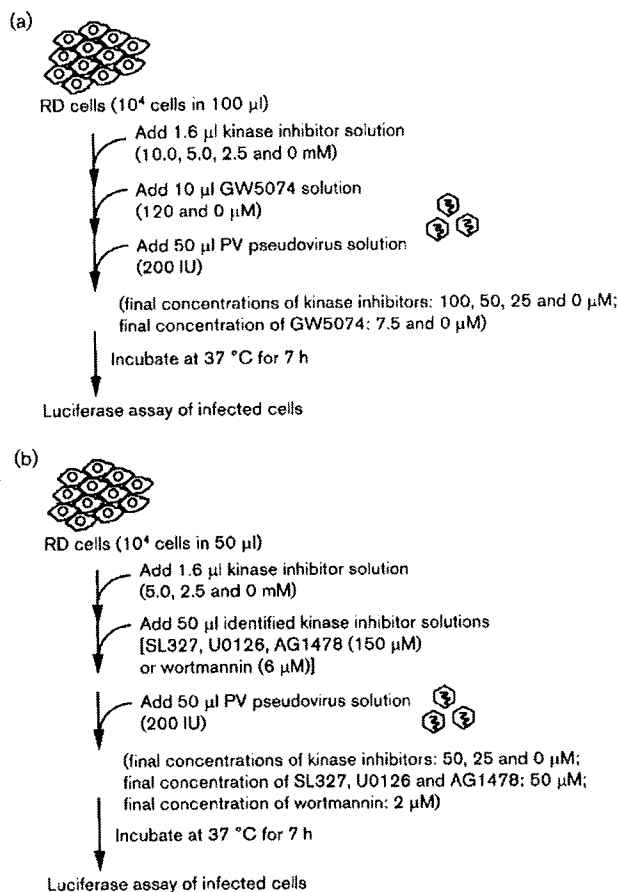 (a)
RD cells (10⁴ cells in 100 µl)
Add 1.6 µl kinase inhibitor solution
(10.0, 5.0, 2.5 and 0 mM)
Add 10 µl GW5074 solution
(120 and 0 µM)
Add 50 µl PV pseudovirus solution
(200 IU)
(final concentrations of kinase inhibitors: 100, 50, 25 and 0 µM;
final concentration of GW5074: 7.5 and 0 µM)
Incubate at 37 °C for 7 h
Luciferase assay of infected cells
(b)
RD cells (10⁴ cells in 50 µl)
Add 1.6 µl kinase inhibitor solution
(5.0, 2.5 and 0 mM)
Add 50 µl identified kinase inhibitor solutions
[SL327, U0126, AG1478 (150 µM)
or wortmannin (6 µM)]
Add 50 µl PV pseudovirus solution
(200 IU)
(final concentrations of kinase inhibitors: 50, 25 and 0 µM;
final concentration of SL327, U0126 and AG1478: 50 µM;
final concentration of wortmannin: 2 µM)
Incubate at 37 °C for 7 h
Luciferase assay of infected cells